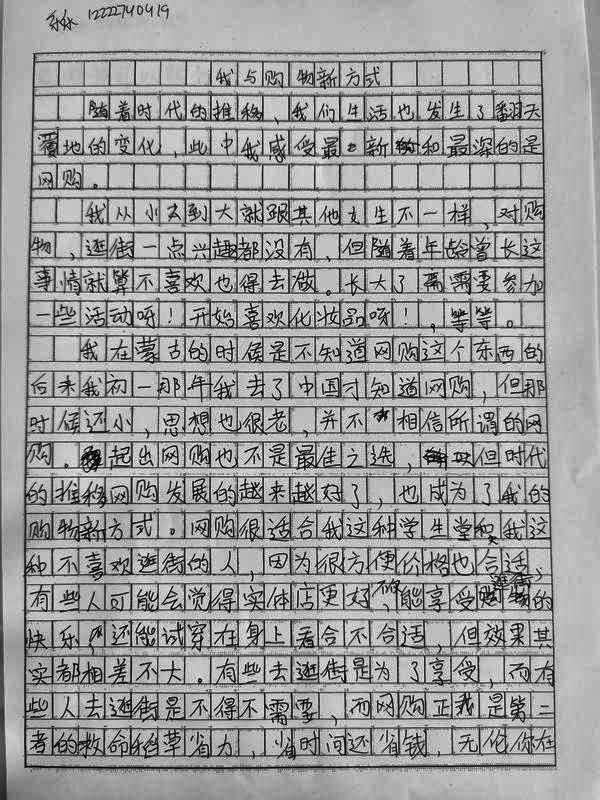 12222740419
我与购物新方式
随着时代的推移，我们生活也发生了翻天
覆地的变化，此中我感受最新和最深的是
网购。
我从小去到大就跟其他女生不一样，对购
物，逛街一点兴趣都没有，但随着年龄曾长这
事情就算不喜欢也得去做。长大了需需要参加
一些活动呀！开始喜欢化妆品呀！，等等。
我在蒙古的时候是不知道网购这个东西的
后来我初一那年我去了中国才知道网购，但那
时候还小，思想也很老，并不相信所谓的网
购。起出网购也不是最佳之选，但时代
的推移网购发展的越来越好了，也成为了我的
购物新方式。网购很适合我这种学生党和我这
种不喜欢逛街的人，因为很方便价格也合适，
有些人可能会觉得实体店更好，能享受逛街的
快乐，还能试穿在身上看合不合适，但效果其
实都相差不大。有些去逛街是为了享受，而有
些人去逛街是不得不需要，而网购正我是第二
者的救命稻草省力，省时间还省钱，无伦你在